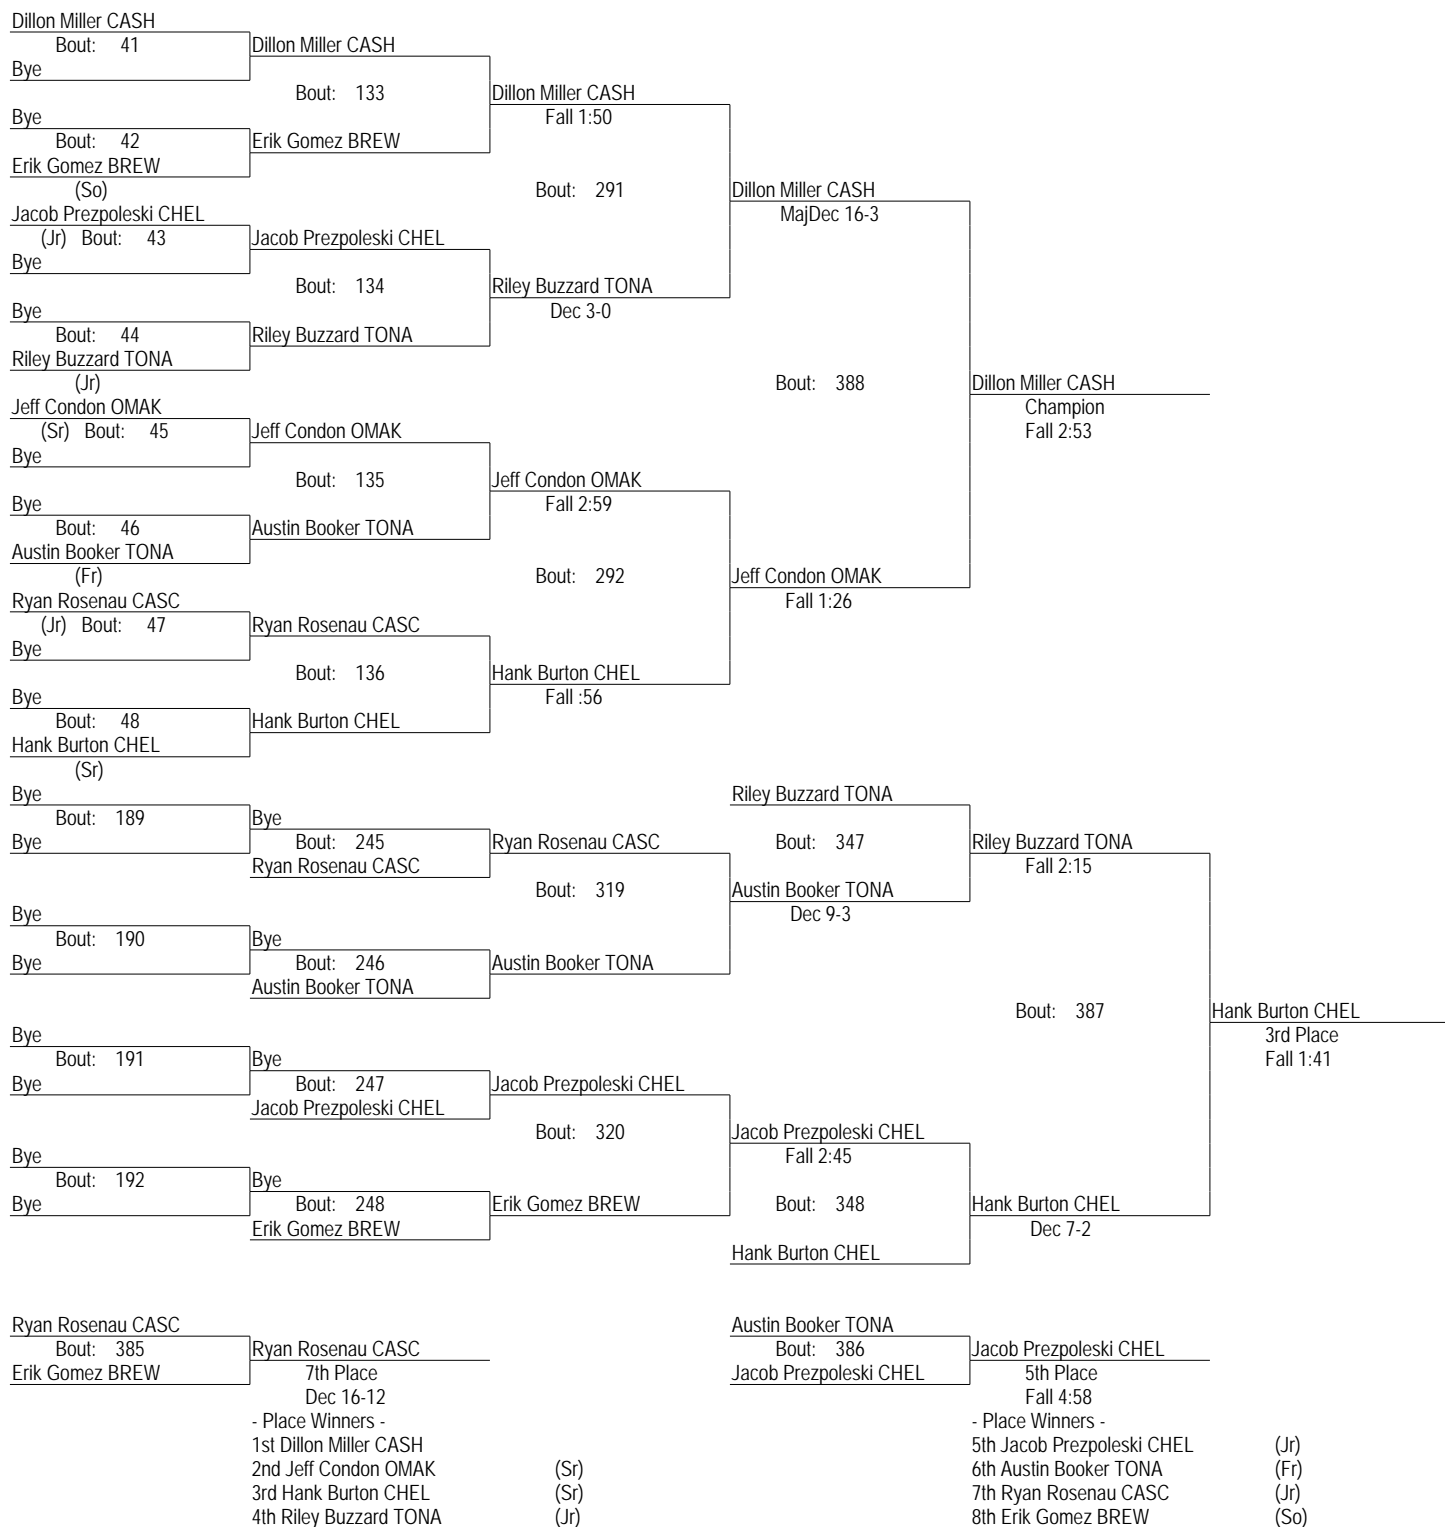 Dillon Miller CASH
Bout: 41 Dillon Miller CASH
Bye
Bout: 133 Dillon Miller CASH
Bye Fall 1:50
Bout: 42 Erik Gomez BREW
Erik Gomez BREW
(So) Bout: 291 Dillon Miller CASH
Jacob Prezpoleski CHEL MajDec 16-3
(Jr) Bout: 43 Jacob Prezpoleski CHEL
Bye
Bout: 134 Riley Buzzard TONA
Bye Dec 3-0
Bout: 44 Riley Buzzard TONA
Riley Buzzard TONA
(Jr) Bout: 388 Dillon Miller CASH
Jeff Condon OMAK Champion
(Sr) Bout: 45 Jeff Condon OMAK Fall 2:53
Bye
Bout: 135 Jeff Condon OMAK
Bye Fall 2:59
Bout: 46 Austin Booker TONA
Austin Booker TONA
(Fr) Bout: 292 Jeff Condon OMAK
Ryan Rosenau CASC Fall 1:26
(Jr) Bout: 47 Ryan Rosenau CASC
Bye
Bout: 136 Hank Burton CHEL
Bye Fall :56
Bout: 48 Hank Burton CHEL
Hank Burton CHEL
(Sr)
Bye Riley Buzzard TONA
Bout: 189 Bye
Bye Bout: 245 Ryan Rosenau CASC Bout: 347 Riley Buzzard TONA
Ryan Rosenau CASC Fall 2:15
Bout: 319 Austin Booker TONA
Bye Dec 9-3
Bout: 190 Bye
Bye Bout: 246 Austin Booker TONA
Austin Booker TONA
Bout: 387 Hank Burton CHEL
Bye 3rd Place
Bout: 191 Bye Fall 1:41
Bye Bout: 247 Jacob Prezpoleski CHEL
Jacob Prezpoleski CHEL
Bout: 320 Jacob Prezpoleski CHEL
Bye Fall 2:45
Bout: 192 Bye
Bye Bout: 248 Erik Gomez BREW Bout: 348 Hank Burton CHEL
Erik Gomez BREW Dec 7-2
Hank Burton CHEL
Ryan Rosenau CASC Austin Booker TONA
Bout: 385 Ryan Rosenau CASC Bout: 386 Jacob Prezpoleski CHEL
Erik Gomez BREW 7th Place Jacob Prezpoleski CHEL 5th Place
Dec 16-12 Fall 4:58
- Place Winners - - Place Winners -
1st Dillon Miller CASH 5th Jacob Prezpoleski CHEL (Jr)
2nd Jeff Condon OMAK (Sr) 6th Austin Booker TONA (Fr)
3rd Hank Burton CHEL (Sr) 7th Ryan Rosenau CASC (Jr)
4th Riley Buzzard TONA (Jr) 8th Erik Gomez BREW (So)